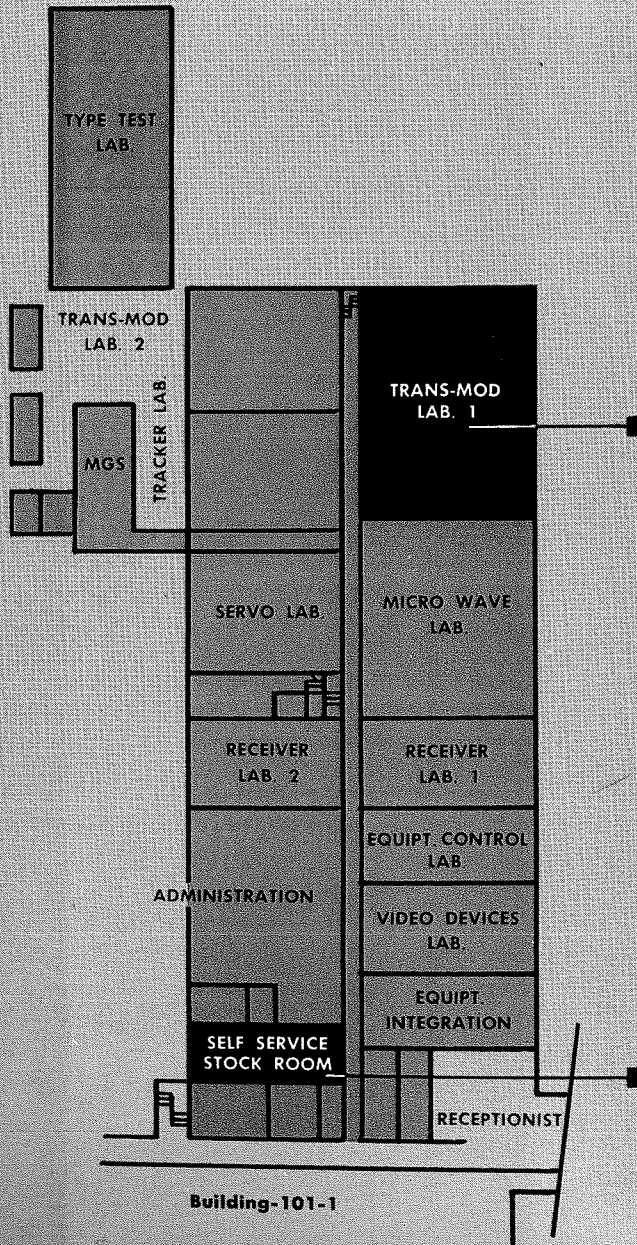 TYPE TEST
LAB.
TRANS-MOD
LAB. 2
TRACKER LAB.
MGS
TRANS-MOD
LAB. 1
SERVO LAB.
MICRO WAVE
LAB.
RECEIVER
LAB. 2
RECEIVER
LAB. 1
EQUIPT. CONTROL
LAB.
ADMINISTRATION
VIDEO DEVICES
LAB.
EQUIPT.
INTEGRATION
SELF SERVICE
STOCK ROOM
RECEPTIONIST
Building-101-1